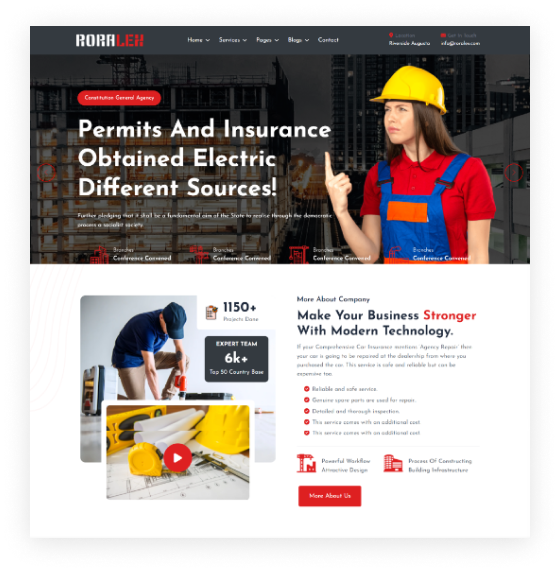 RORALEX
Home Services Pages Blogs Contact
Location
Riverside Augusta
Get In Touch
info@roralex.com
Constitution General Agency
Permits And Insurance
Obtained Electric
Different Sources!
Further pledging that it shall be a fundamental aim of the State to realise through the democratic
process a socialist society
Branches
Conference Convened
Branches
Conference Convened
Branches
Conference Convened
Branches
Conference Convened
1150+
Projects Done
EXPERT TEAM
6k+
Top 50 Country Base
More About Company
Make Your Business Stronger
With Modern Technology.
If your Comprehensive Car Insurance mentions 'Agency Repair', then
your car is going to be repaired at the dealership from where you
purchased the car. This service is safe and reliable but can be
expensive too.
Reliable and safe service.
Genuine spare parts are used for repair.
Detailed and thorough inspection.
This service comes with an additional cost
This service comes with an additional cost
Powerful Workflow
Attractive Design
Process Of Constructing
Building Infrastructure
More About Us